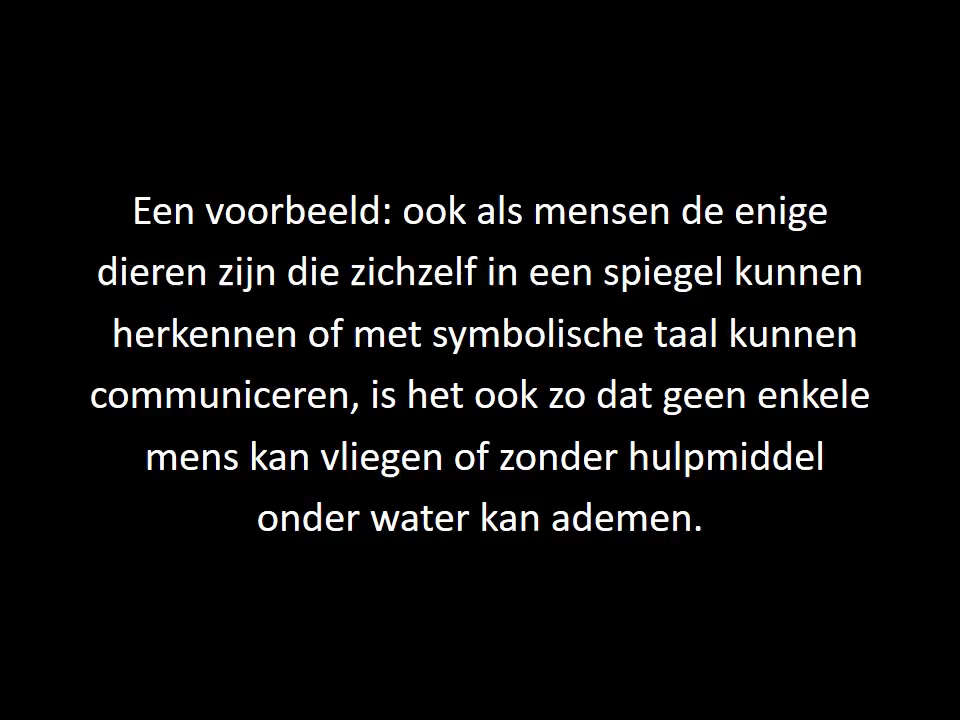 Een voorbeeld: ook als mensen de enige
dieren zijn die zichzelf in een spiegel kunnen
herkennen of met symbolische taal kunnen
communiceren, is het ook zo dat geen enkele
mens kan vliegen of zonder hulpmiddel
onder water kan ademen.